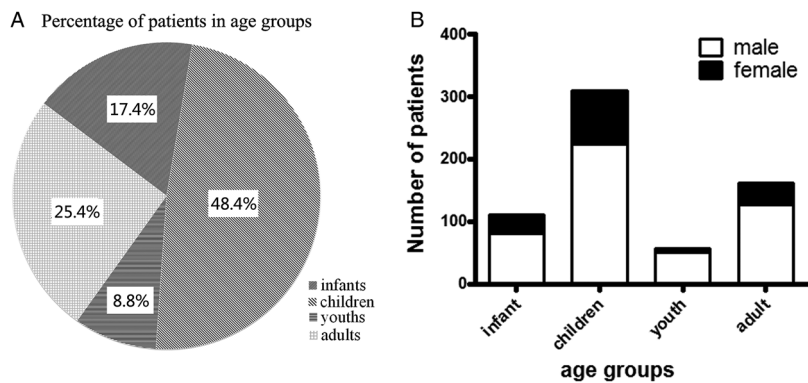 A Percentage of patients in age groups
17.4%
48.4%
25.4%
8.8%
infants
children
youths
adults
B
400
300
200
100
0
Number of patients
male
female
infant
children
youth
adult
age groups